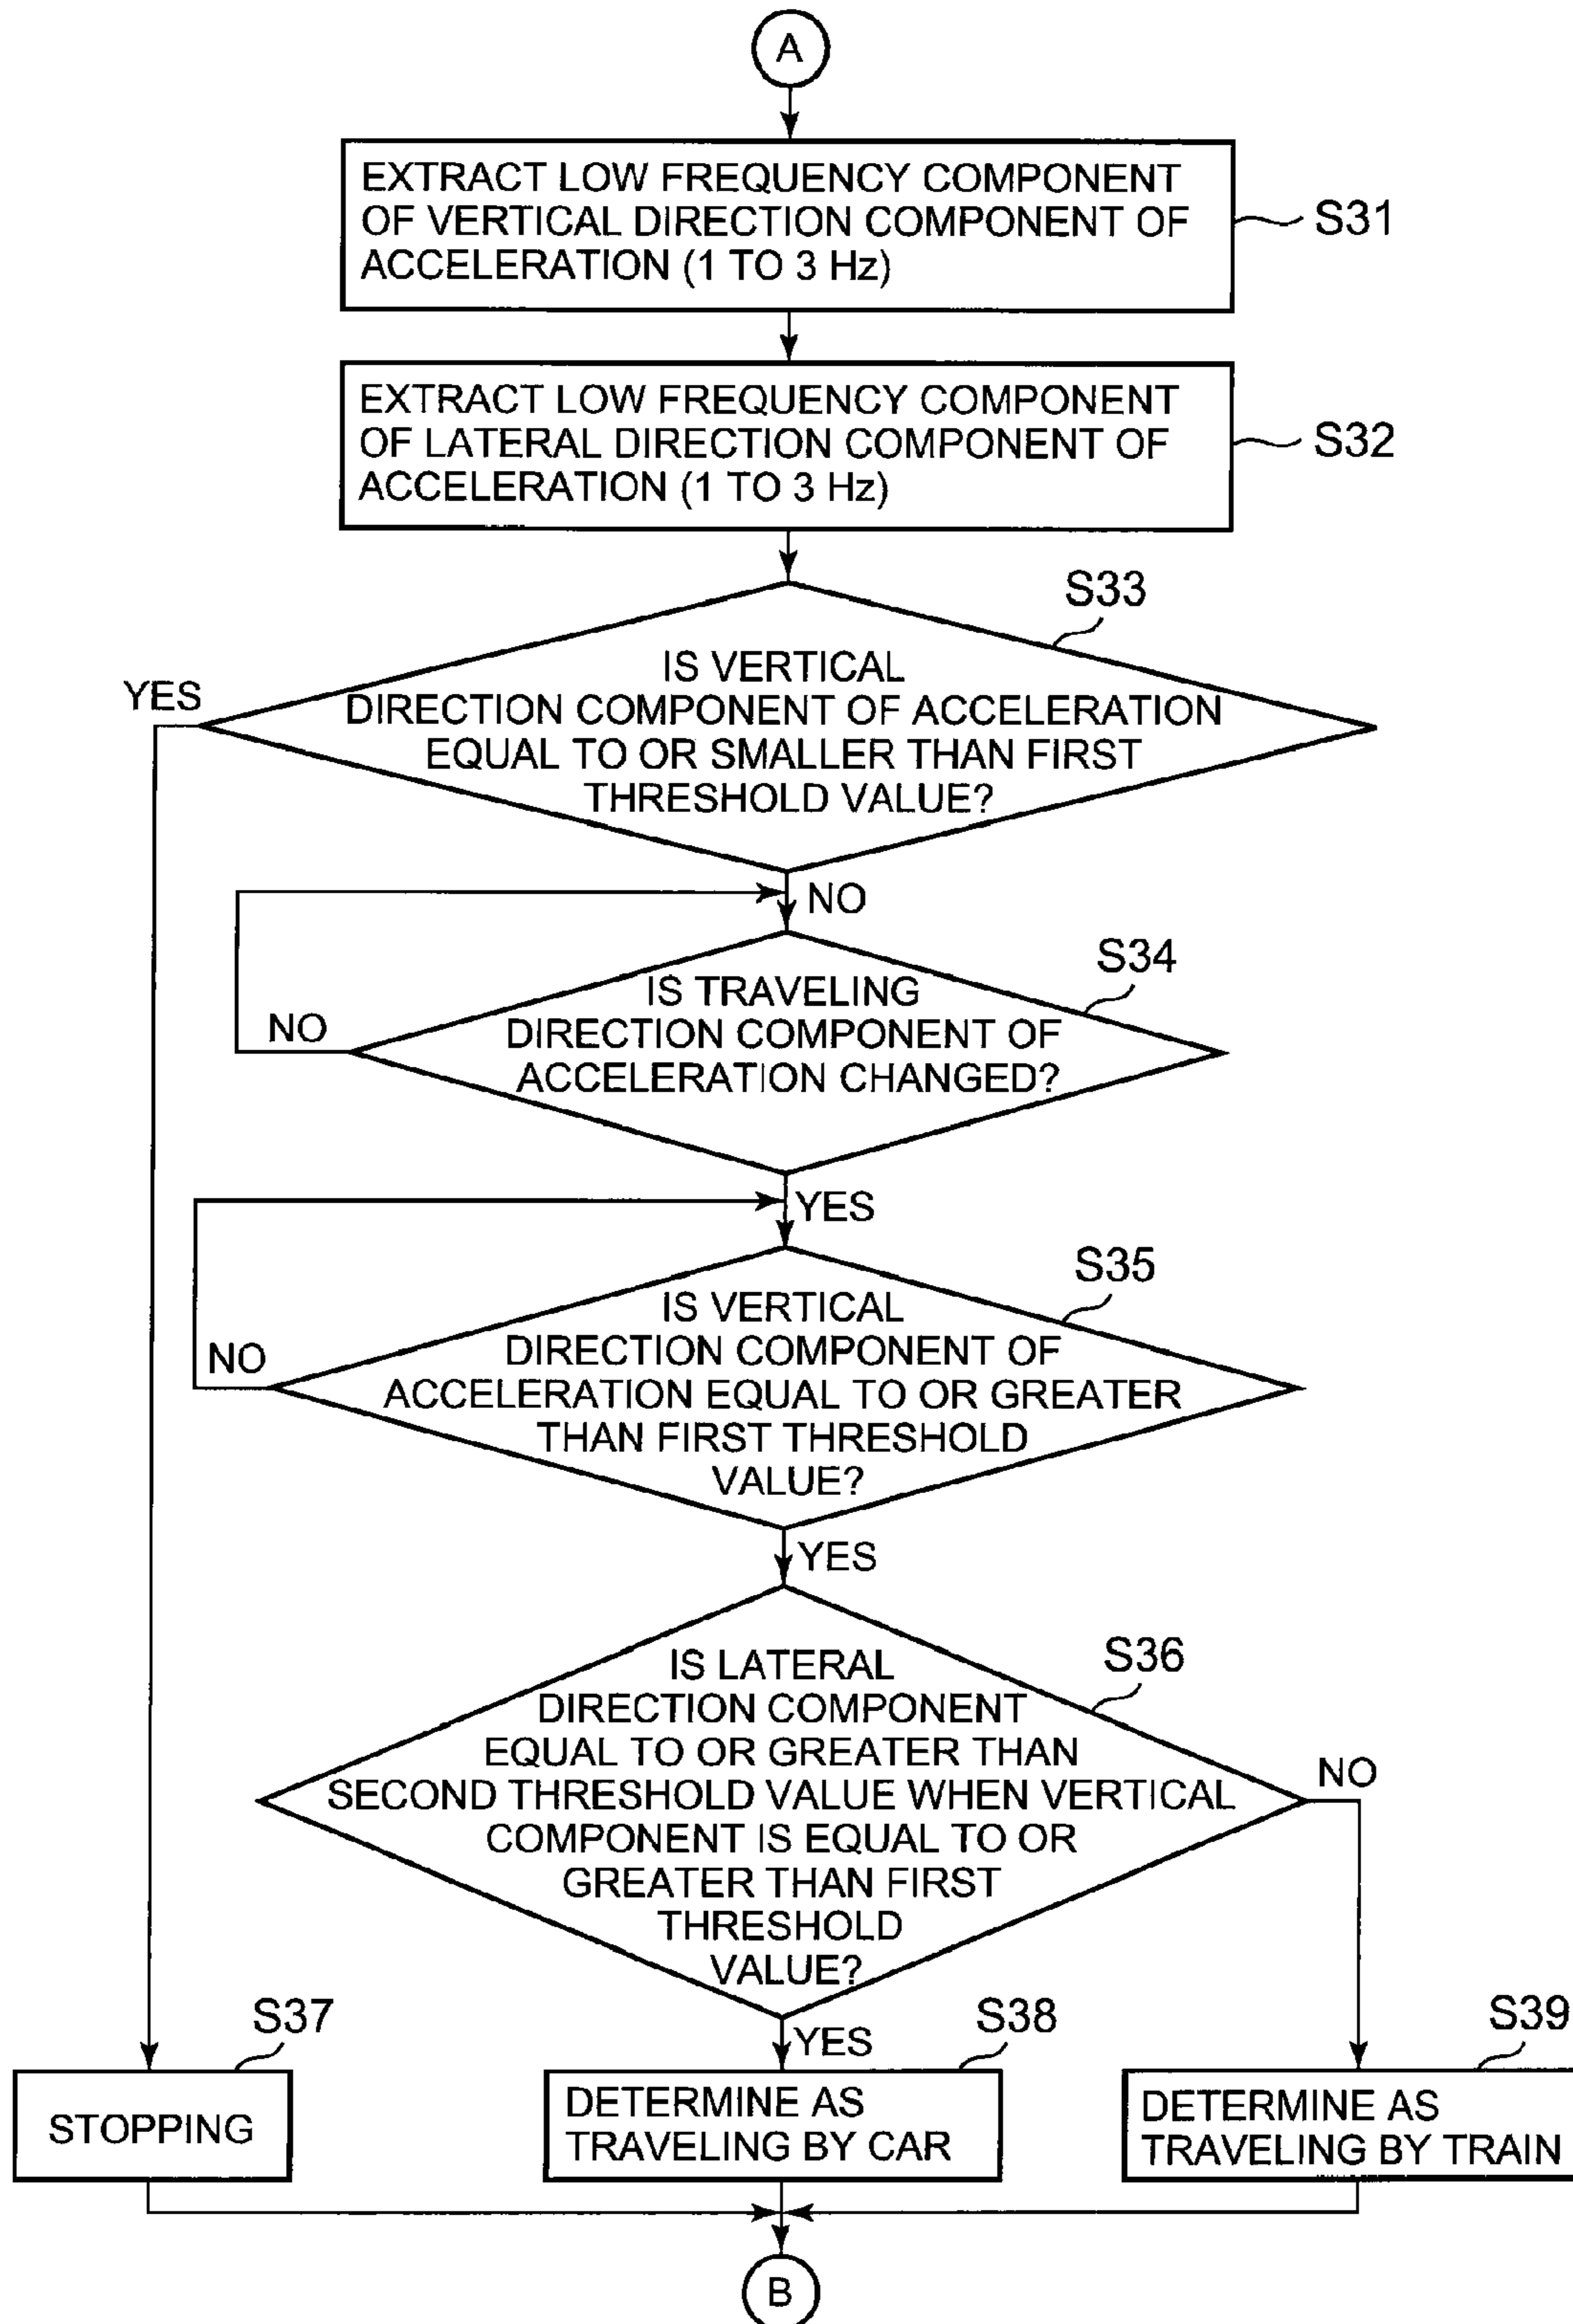 A
EXTRACT LOW FREQUENCY COMPONENT
OF VERTICAL DIRECTION COMPONENT OF
ACCELERATION (1 TO 3 Hz)
S31
EXTRACT LOW FREQUENCY COMPONENT
OF LATERAL DIRECTION COMPONENT OF
ACCELERATION (1 TO 3 Hz)
S32
S33
IS VERTICAL
DIRECTION COMPONENT OF ACCELERATION
EQUAL TO OR SMALLER THAN FIRST
THRESHOLD VALUE?
YES
NO
S34
IS TRAVELING
DIRECTION COMPONENT OF
ACCELERATION CHANGED?
NO
YES
S35
IS VERTICAL
DIRECTION COMPONENT OF
ACCELERATION EQUAL TO OR GREATER
THAN FIRST THRESHOLD
VALUE?
NO
YES
S36
IS LATERAL
DIRECTION COMPONENT
EQUAL TO OR GREATER THAN
SECOND THRESHOLD VALUE WHEN VERTICAL
COMPONENT IS EQUAL TO OR
GREATER THAN FIRST
THRESHOLD
VALUE?
NO
YES
S37
STOPPING
S38
DETERMINE AS
TRAVELING BY CAR
S39
DETERMINE AS
TRAVELING BY TRAIN
B